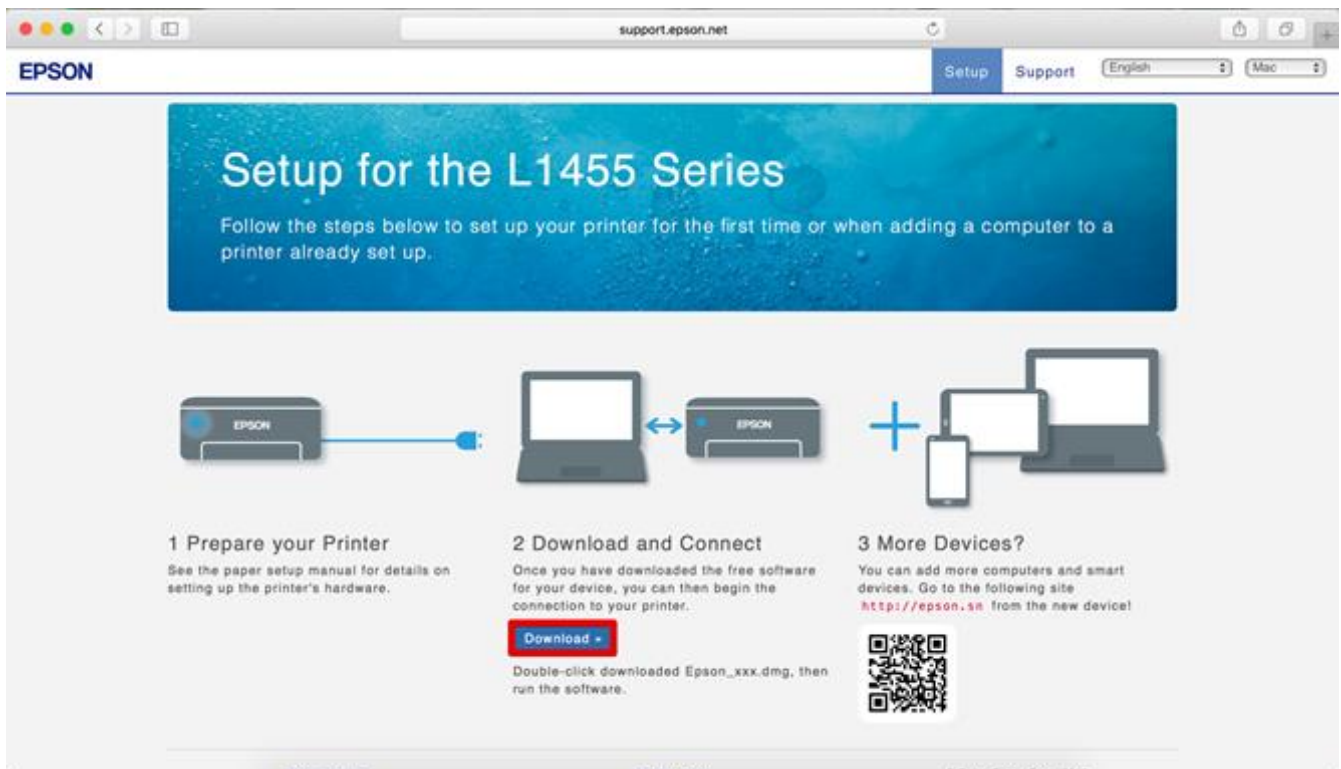 support.epson.net
EPSON
Setup
Support
English
Mac
Setup for the L1455 Series
Follow the steps below to set up your printer for the first time or when adding a computer to a
printer already set up.
EPSON
EPSON
1 Prepare your Printer
See the paper setup manual for details on
setting up the printer's hardware.
2 Download and Connect
Once you have downloaded the free software
for your device, you can then begin the
connection to your printer.
Download
Double-click downloaded Epson_xxx.dmg, then
run the software.
3 More Devices?
You can add more computers and smart
devices. Go to the following site
http://epson.sn from the new device!